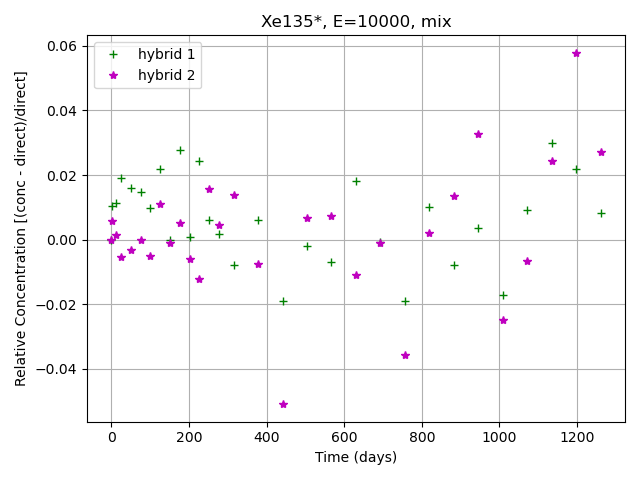 Xe135*, E=10000, mix
hybrid 1
hybrid 2
0.06
0.04
0.02
0.00
−0.02
−0.04
Relative Concentration [(conc - direct)/direct]
0
200
400
600
800
1000
1200
Time (days)